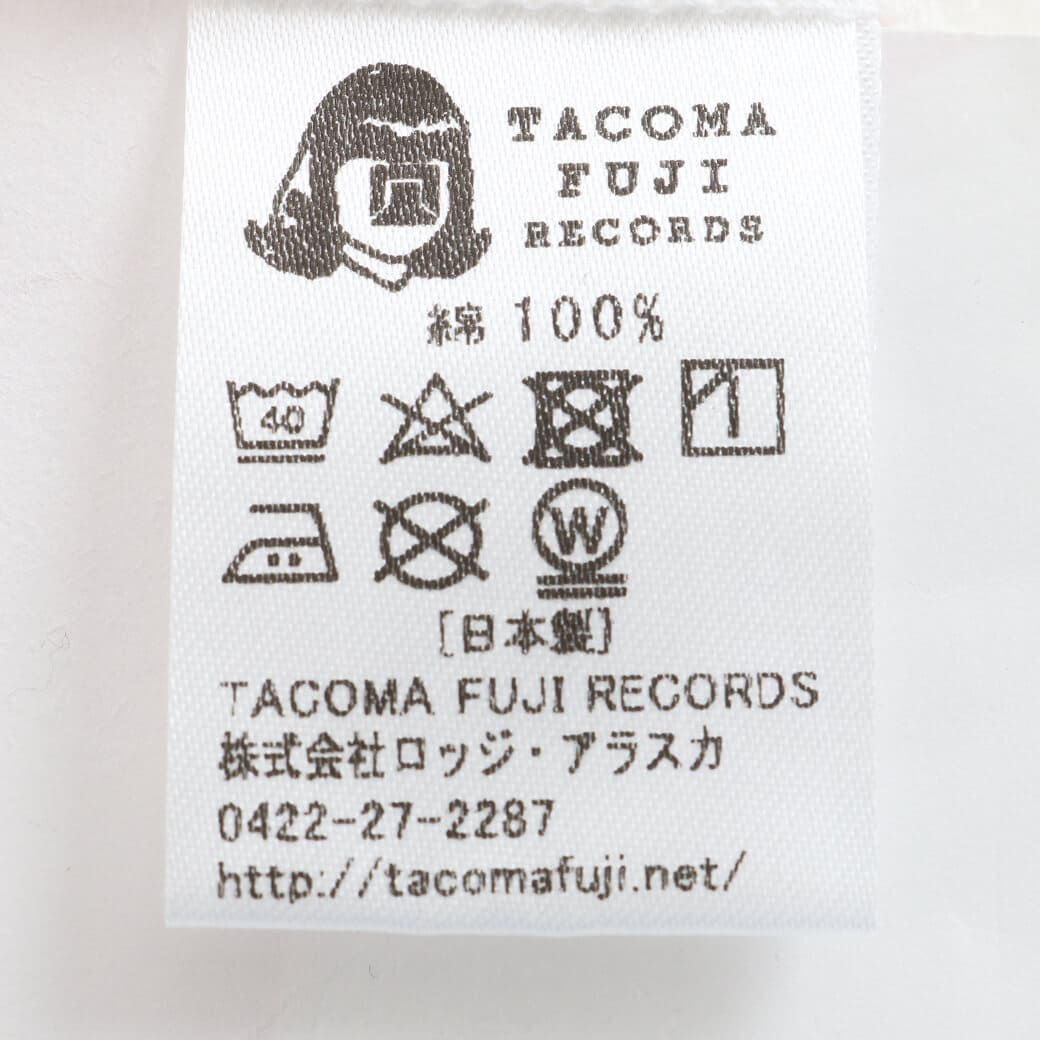 TACOMA
FUJI
RECORDS
綿 100%
40
W
[日本製]
TACOMA FUJI RECORDS
株式会社ロッジ・アラスカ
0422-27-2287
http://tacomafuji.net/